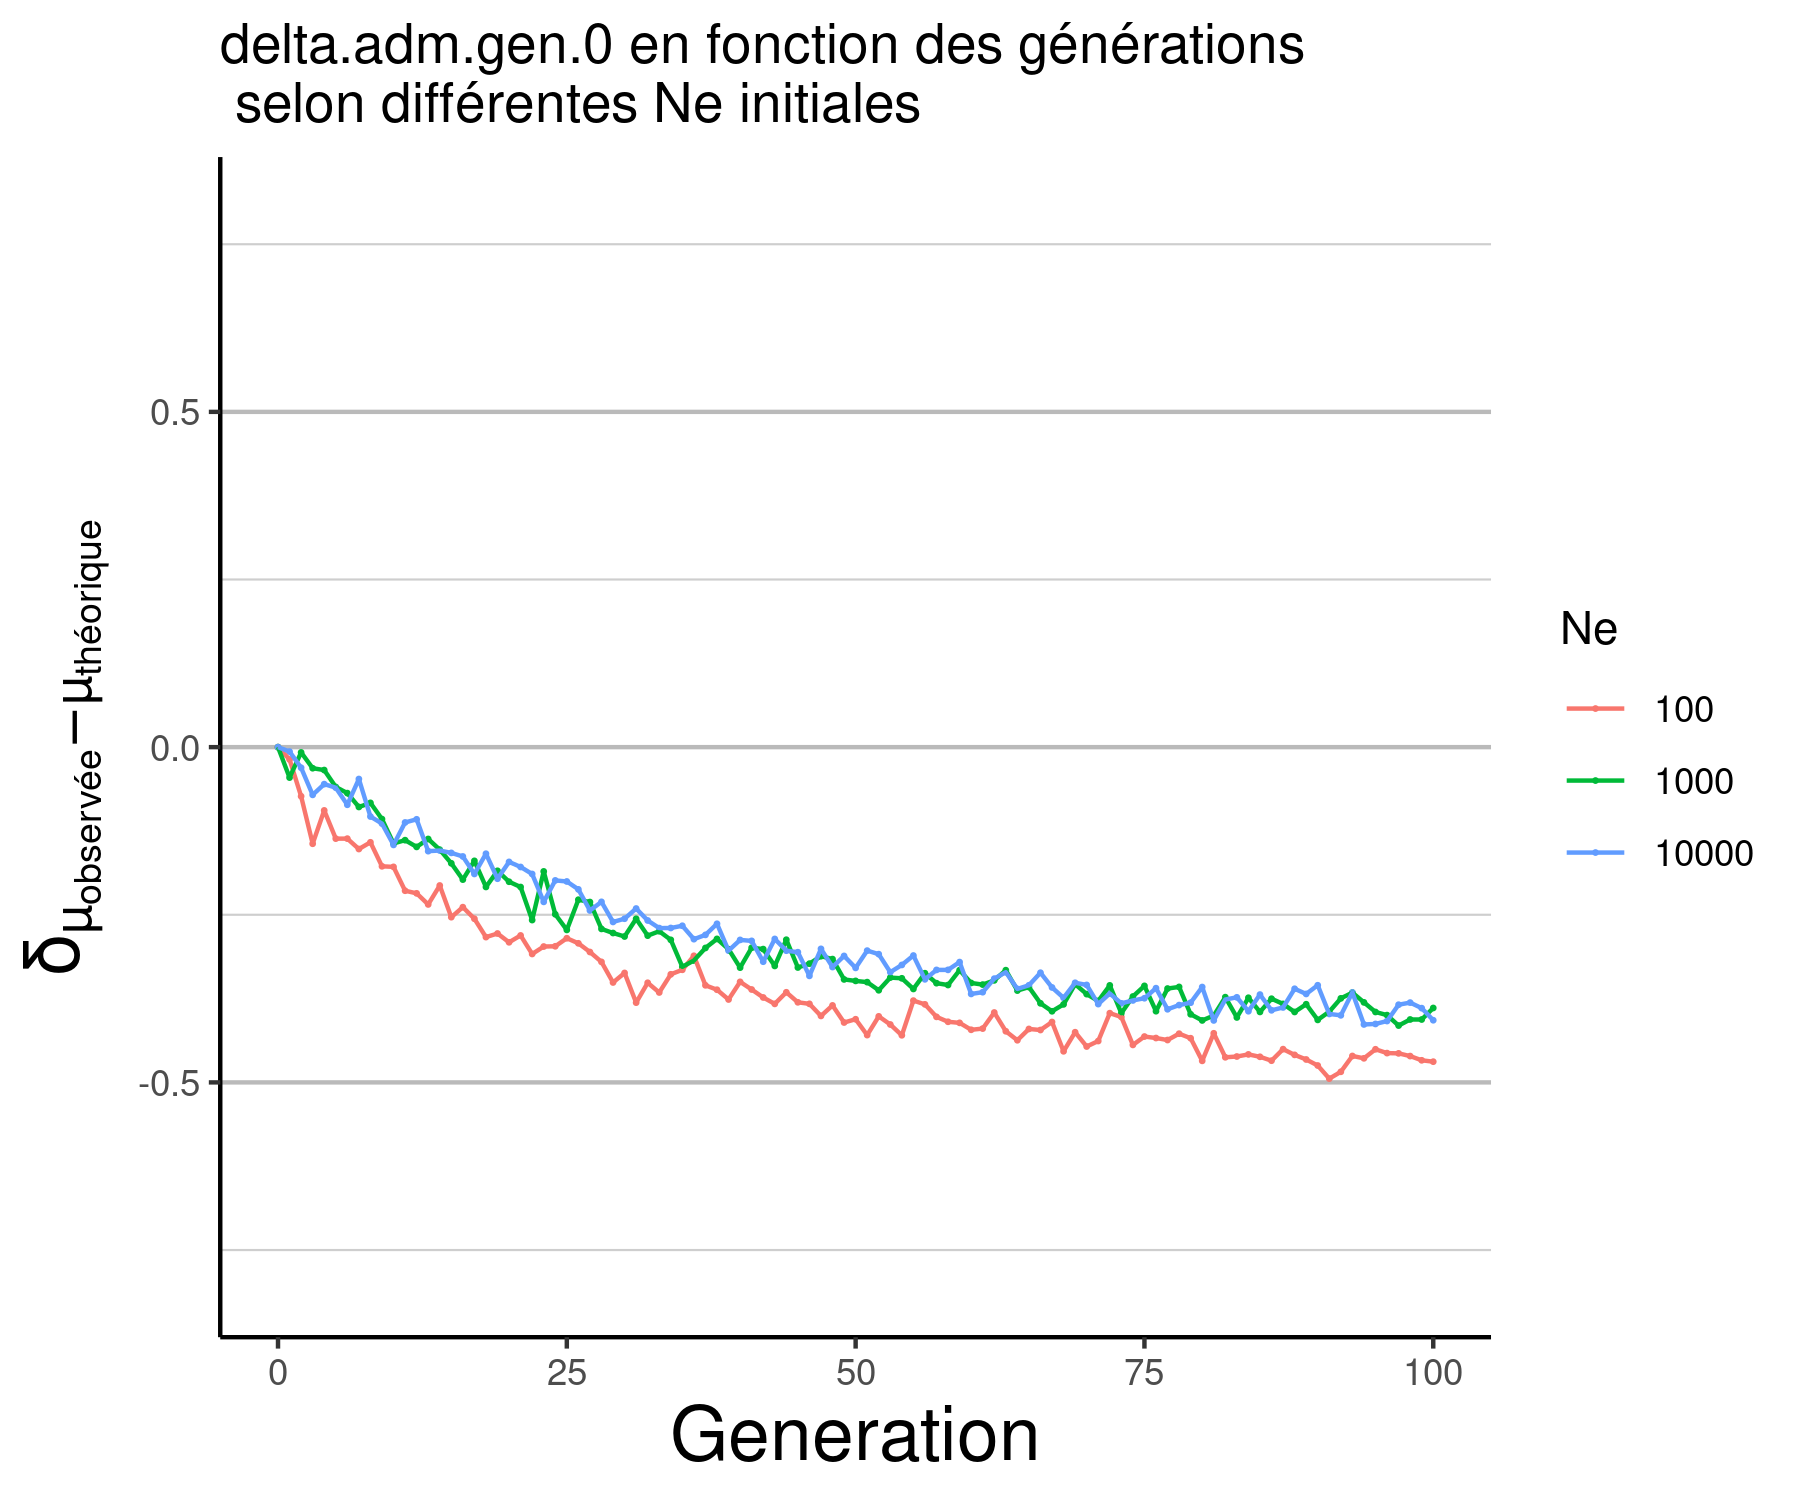 delta.adm.gen.0 en fonction des générations
selon différentes Ne initiales
0.5
0.0
-0.5
δμobservée−μthéorique
0 25 50 75 100
Generation
Ne
100
1000
10000